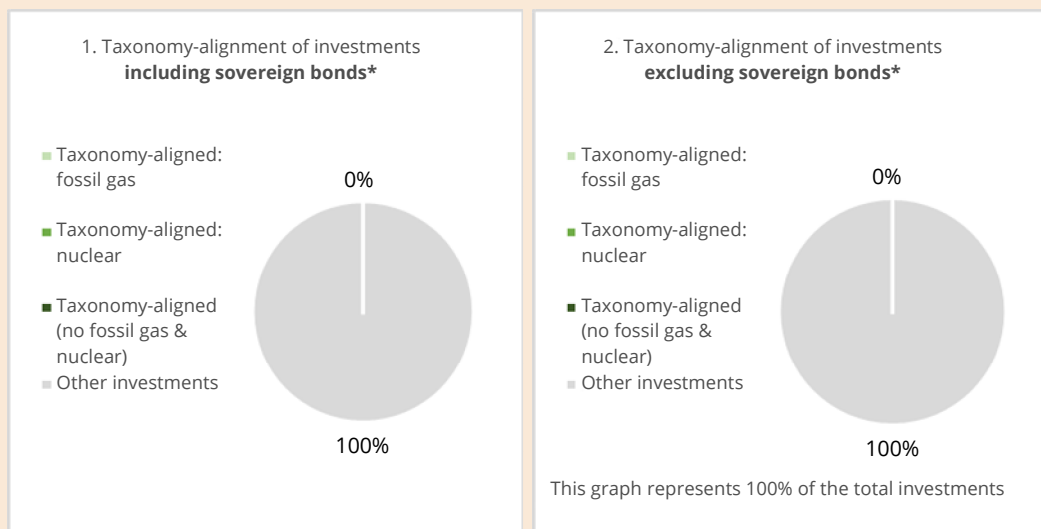 1. Taxonomy-alignment of investments
including sovereign bonds*
Taxonomy-aligned:
fossil gas
Taxonomy-aligned:
nuclear
Taxonomy-aligned
(no fossil gas &
nuclear)
Other investments
0%
100%
2. Taxonomy-alignment of investments
excluding sovereign bonds*
Taxonomy-aligned:
fossil gas
Taxonomy-aligned:
nuclear
Taxonomy-aligned
(no fossil gas &
nuclear)
Other investments
0%
100%
This graph represents 100% of the total investments